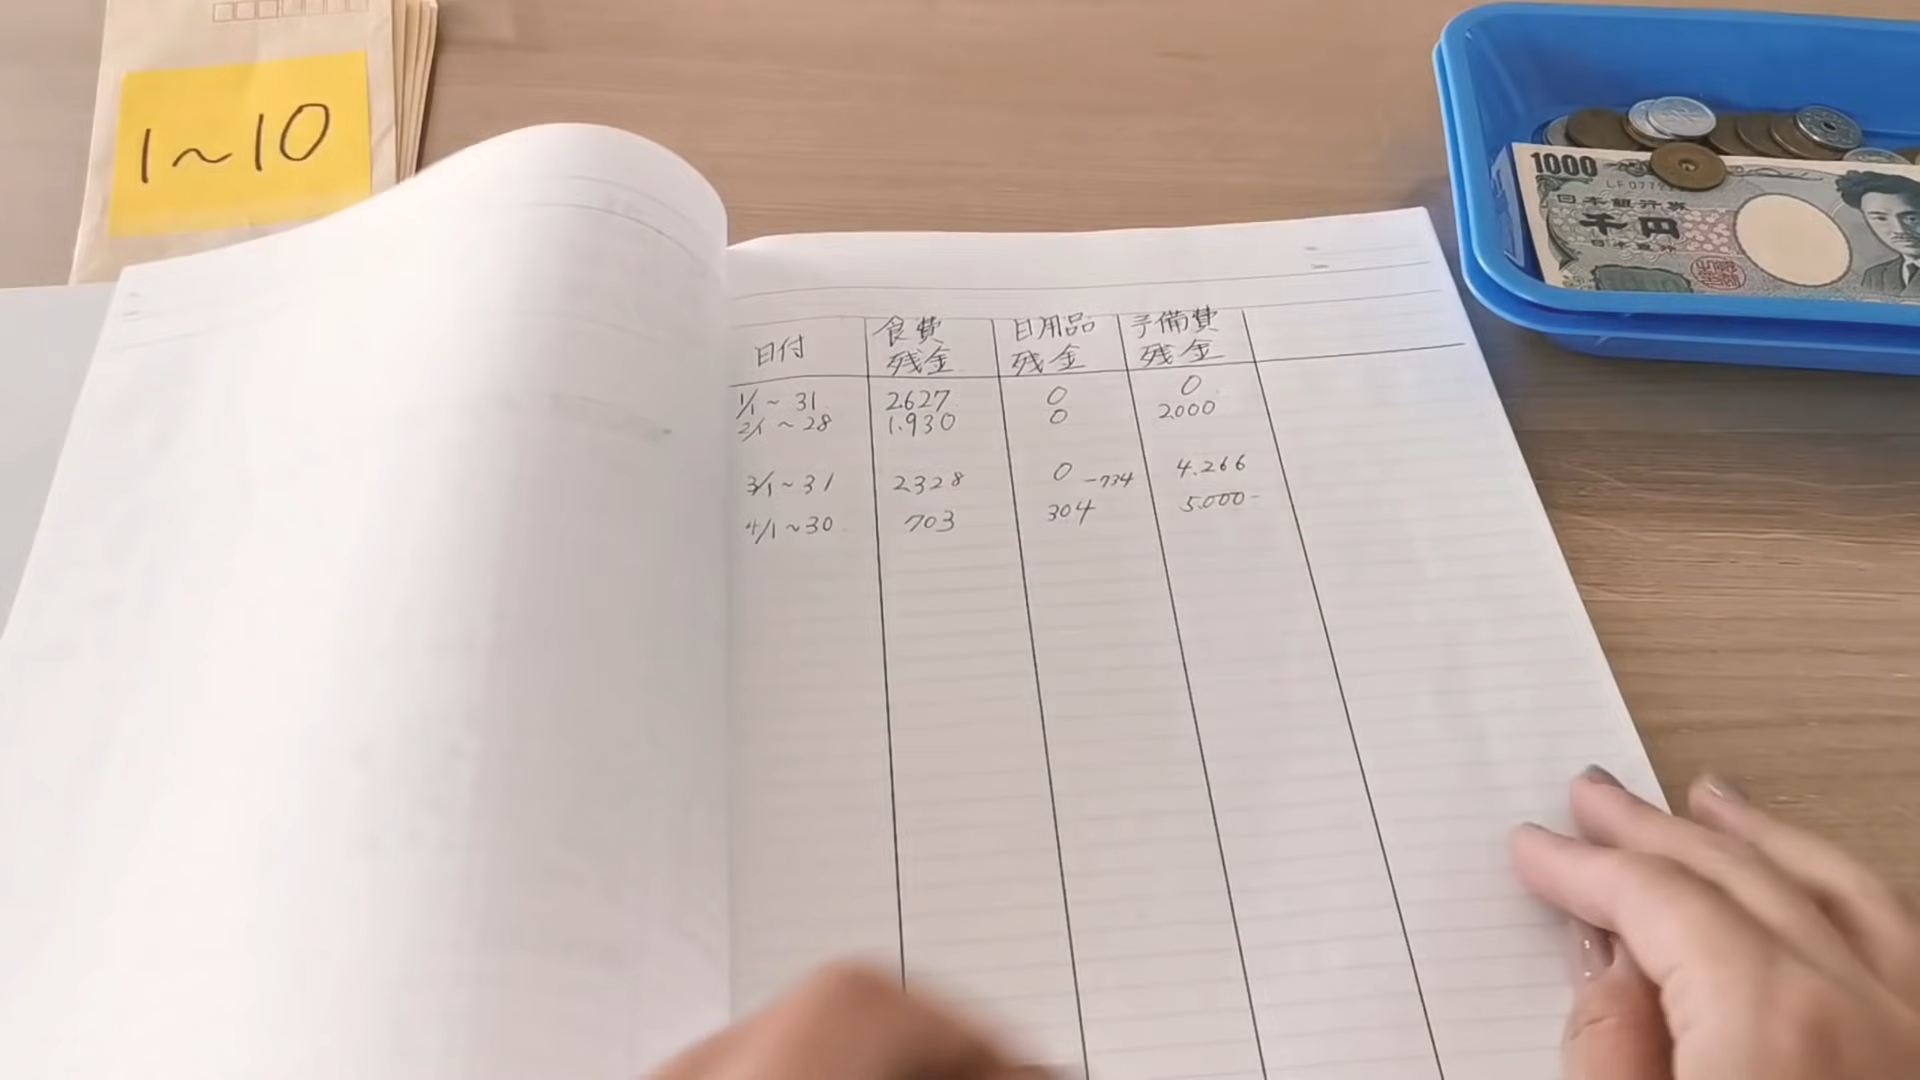 1~10
1000
LF0779
日本銀行券
千円
日付
食費
残金
日用品
残金
予備費
残金
1/1~31 2627 0 0
2/1~28 1.930 0 2000
3/1~31 2328 0 -734 4.266
4/1~30 703 304 5.000-